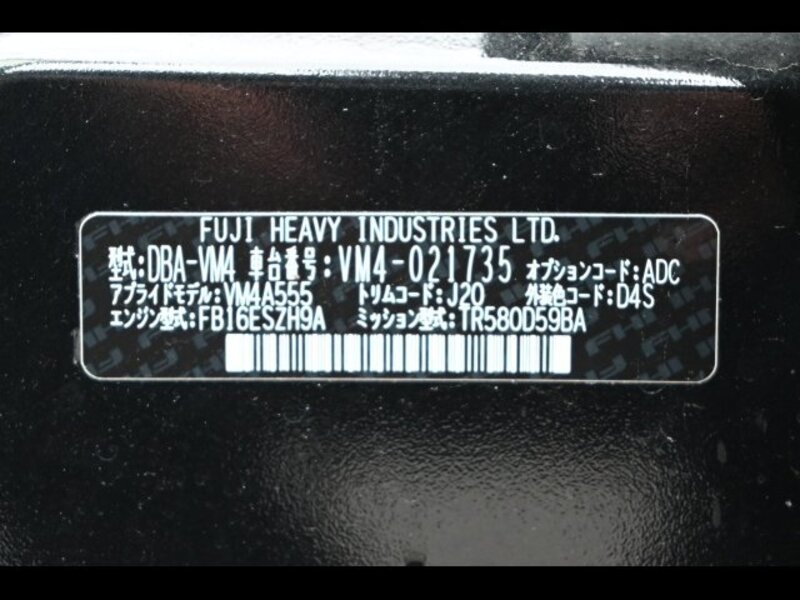 FUJI HEAVY INDUSTRIES LTD.
型式:DBA-VM4 車台番号:VM4-021735 オプションコード:ADC
アプライドモデル:VM4A555 トリムコード:J20 外装色コード:D4S
エンジン型式:FB16ESZH9A ミッション型式:TR580D59BA